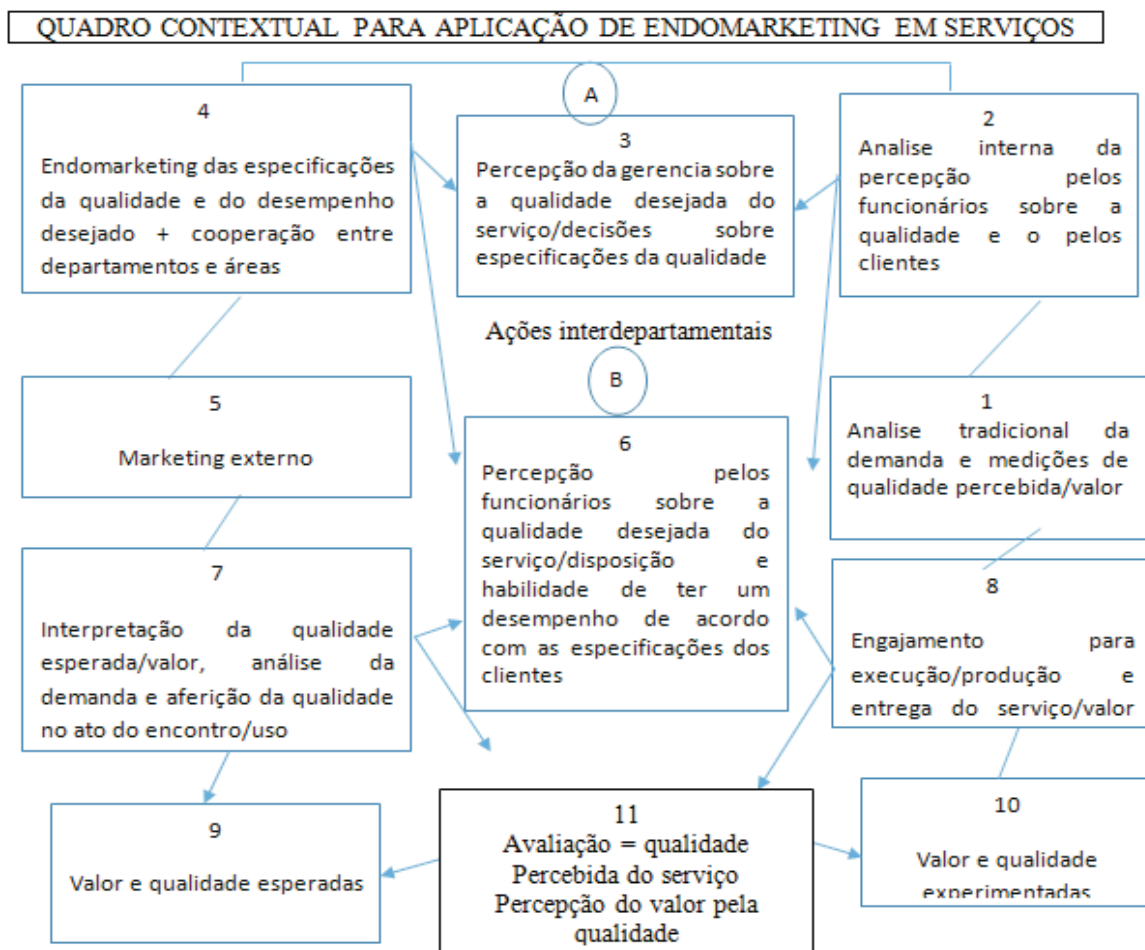 QUADRO CONTEXTUAL PARA APLICAÇÃO DE ENDOMARKETING EM SERVIÇOS
A
4
Endomarketing das especificações
da qualidade e do desempenho
desejado + cooperação entre
departamentos e áreas
3
Percepção da gerencia sobre
a qualidade desejada do
serviço/decisões sobre
especificações da qualidade
2
Analise interna da
percepção pelos
funcionários sobre a
qualidade e o pelos
clientes
Ações interdepartamentais
B
5
Marketing externo
6
Percepção pelos
funcionários sobre a
qualidade desejada do
serviço/disposição e
habilidade de ter um
desempenho de acordo
com as especificações dos
clientes
1
Analise tradicional da
demanda e medições de
qualidade percebida/valor
7
Interpretação da qualidade
esperada/valor, análise da
demanda e aferição da qualidade
no ato do encontro/uso
8
Engajamento para
execução/produção e
entrega do serviço/valor
9
Valor e qualidade esperadas
11
Avaliação = qualidade
Percebida do serviço
Percepção do valor pela
qualidade
10
Valor e qualidade
experimentadas